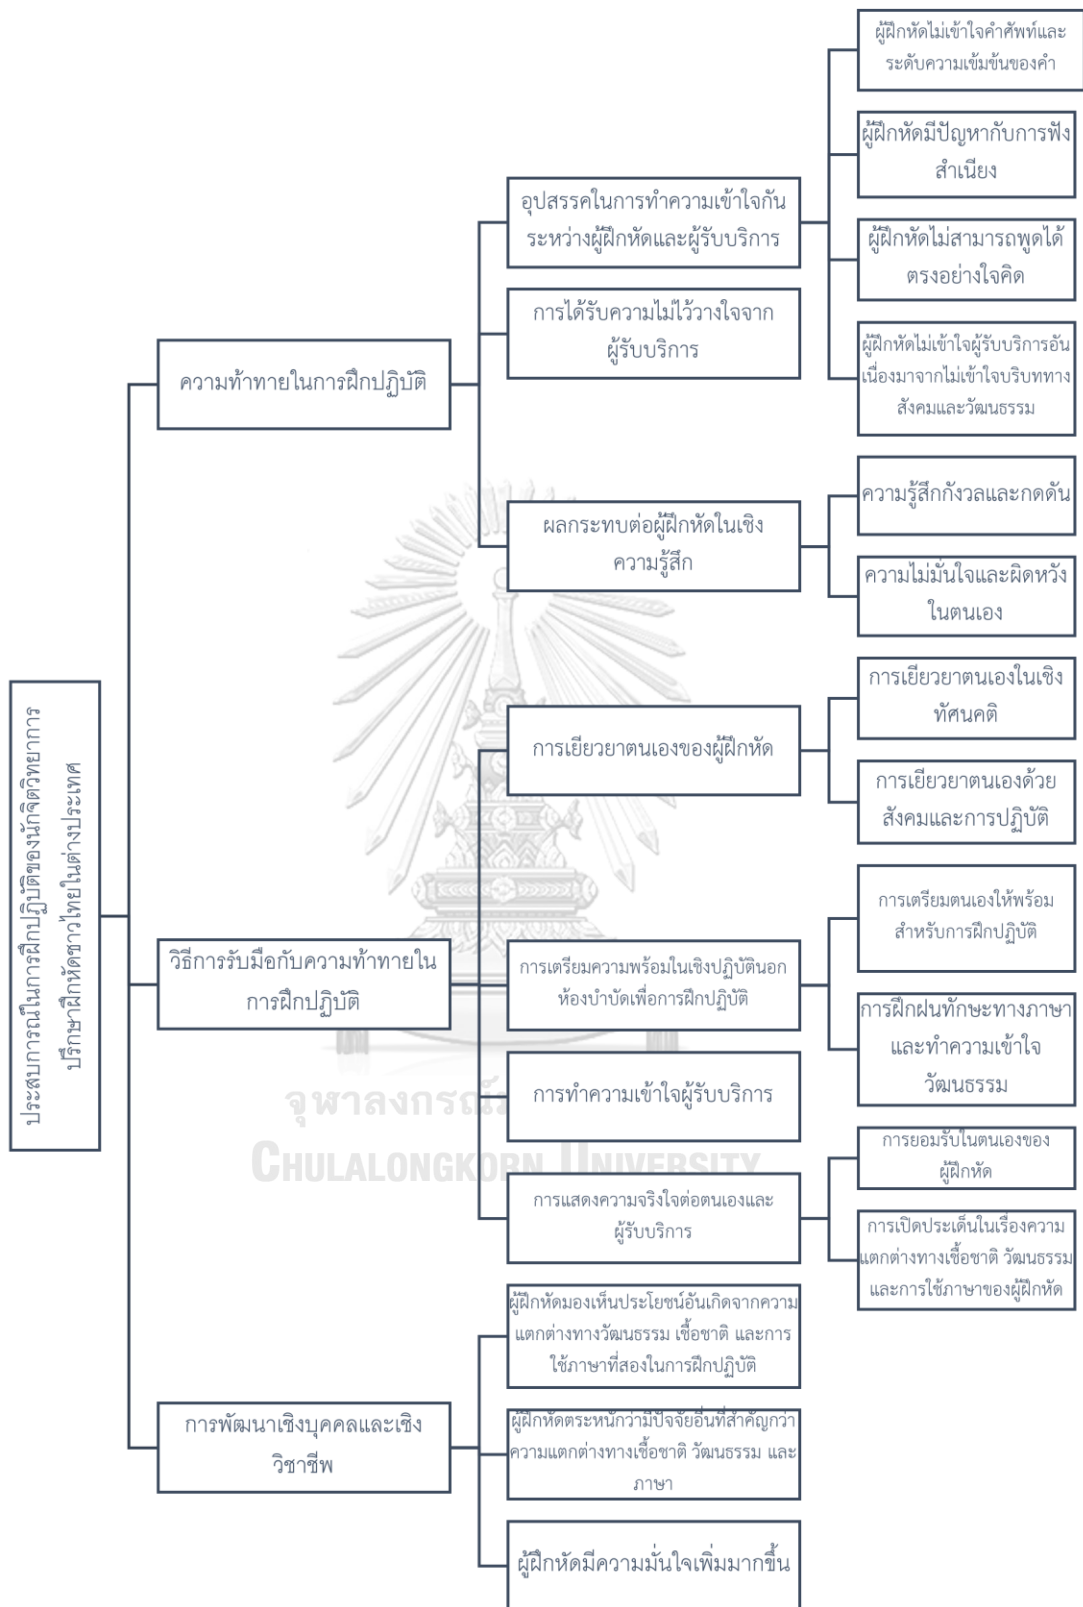 ประสบการณ์ในการฝึกปฏิบัติของนักจิตวิทยาการ
ปรึกษาฝึกหัดชาวไทยในต่างประเทศ
ความท้าทายในการฝึกปฏิบัติ
อุปสรรคในการทำความเข้าใจกัน
ระหว่างผู้ฝึกหัดและผู้รับบริการ
ผู้ฝึกหัดไม่เข้าใจคำศัพท์และ
ระดับความเข้มข้นของคำ
ผู้ฝึกหัดมีปัญหากับการฟัง
สำเนียง
ผู้ฝึกหัดไม่สามารถพูดได้
ตรงอย่างใจคิด
ผู้ฝึกหัดไม่เข้าใจผู้รับบริการอัน
เนื่องมาจากไม่เข้าใจบริบททาง
สังคมและวัฒนธรรม
การได้รับความไม่ไว้วางใจจาก
ผู้รับบริการ
ผลกระทบต่อผู้ฝึกหัดในเชิง
ความรู้สึก
ความรู้สึกกังวลและกดดัน
ความไม่มั่นใจและผิดหวัง
ในตนเอง
วิธีการรับมือกับความท้าทายใน
การฝึกปฏิบัติ
การเยียวยาตนเองของผู้ฝึกหัด
การเยียวยาตนเองในเชิง
ทัศนคติ
การเยียวยาตนเองด้วย
สังคมและการปฏิบัติ
การเตรียมความพร้อมในเชิงปฏิบัตินอก
ห้องบำบัดเพื่อการฝึกปฏิบัติ
การเตรียมตนเองให้พร้อม
สำหรับการฝึกปฏิบัติ
การฝึกฝนทักษะทางภาษา
และทำความเข้าใจ
วัฒนธรรม
การทำความเข้าใจผู้รับบริการ
การแสดงความจริงใจต่อตนเองและ
ผู้รับบริการ
การยอมรับในตนเองของ
ผู้ฝึกหัด
การเปิดประเด็นในเรื่องความ
แตกต่างทางเชื้อชาติ วัฒนธรรม
และการใช้ภาษาของผู้ฝึกหัด
การพัฒนาเชิงบุคคลและเชิง
วิชาชีพ
ผู้ฝึกหัดมองเห็นประโยชน์อันเกิดจากความ
แตกต่างทางวัฒนธรรม เชื้อชาติ และการ
ใช้ภาษาที่สองในการฝึกปฏิบัติ
ผู้ฝึกหัดตระหนักว่ามีปัจจัยอื่นที่สำคัญกว่า
ความแตกต่างทางเชื้อชาติ วัฒนธรรม และ
ภาษา
ผู้ฝึกหัดมีความมั่นใจเพิ่มมากขึ้น
จุฬาลงกรณ์
CHULALONGKORN UNIVERSITY